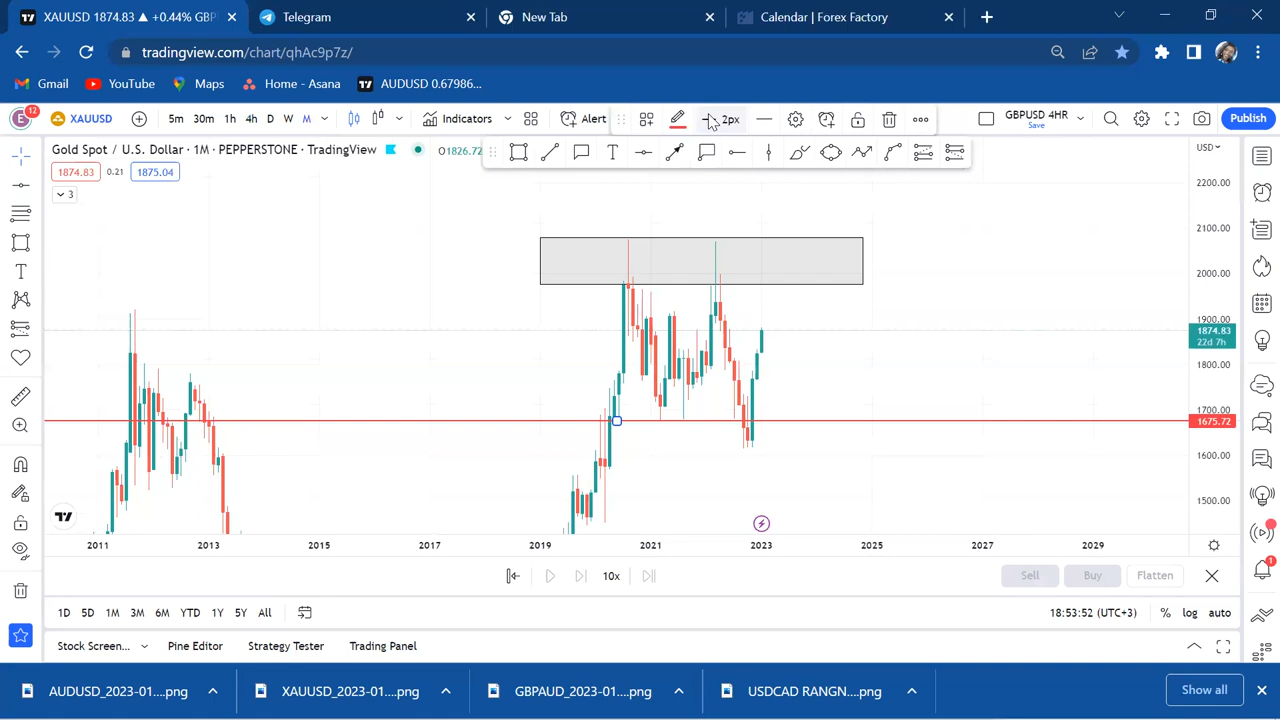 XAUUSD 1874.83 ▲ +0.44% GBP
Telegram
New Tab
Calendar | Forex Factory
tradingview.com/chart/qhAc9p7z/
Gmail
YouTube
Maps
Home - Asana
AUDUSD 0.67986...
E 12
XAUUSD
5m 30m 1h 4h D W M
Indicators
Alert
2px
GBPUSD 4HR
Save
Publish
Gold Spot / U.S. Dollar · 1M · PEPPERSTONE · TradingView
O1826.72
USD
1874.83
0.21
1875.04
3
2200.00
2100.00
2000.00
1900.00
1874.83
22d 7h
1800.00
1700.00
1675.72
1600.00
1500.00
2011 2013 2015 2017 2019 2021 2023 2025 2027 2029
10x
Sell
Buy
Flatten
1
1D 5D 1M 3M 6M YTD 1Y 5Y All
18:53:52 (UTC+3)
% log auto
Stock Screen...
Pine Editor
Strategy Tester
Trading Panel
AUDUSD_2023-01....png
XAUUSD_2023-01....png
GBPAUD_2023-01....png
USDCAD RANGN....png
Show all